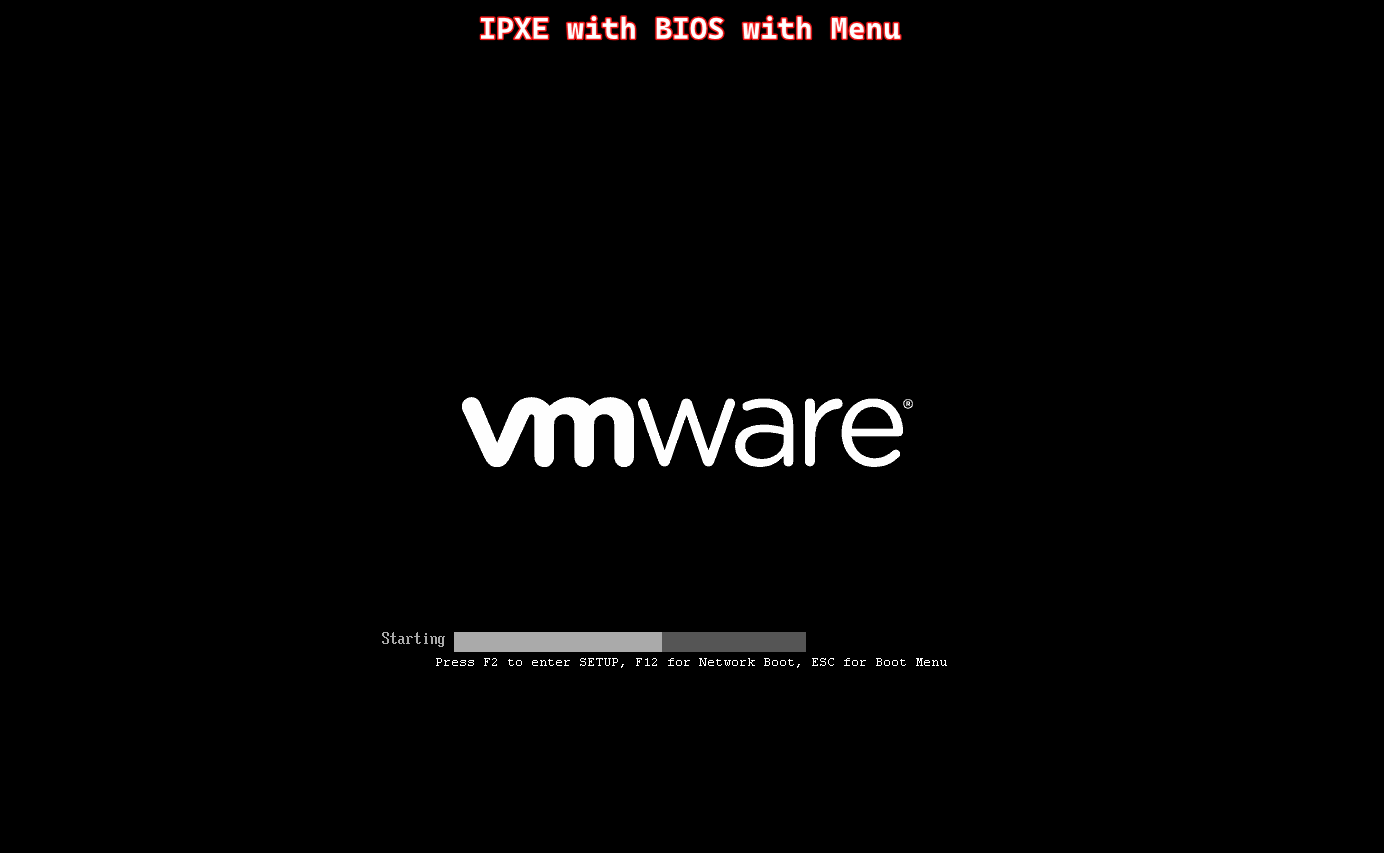 IPXE with BIOS with Menu
vmware®
Starting
Press F2 to enter SETUP, F12 for Network Boot, ESC for Boot Menu